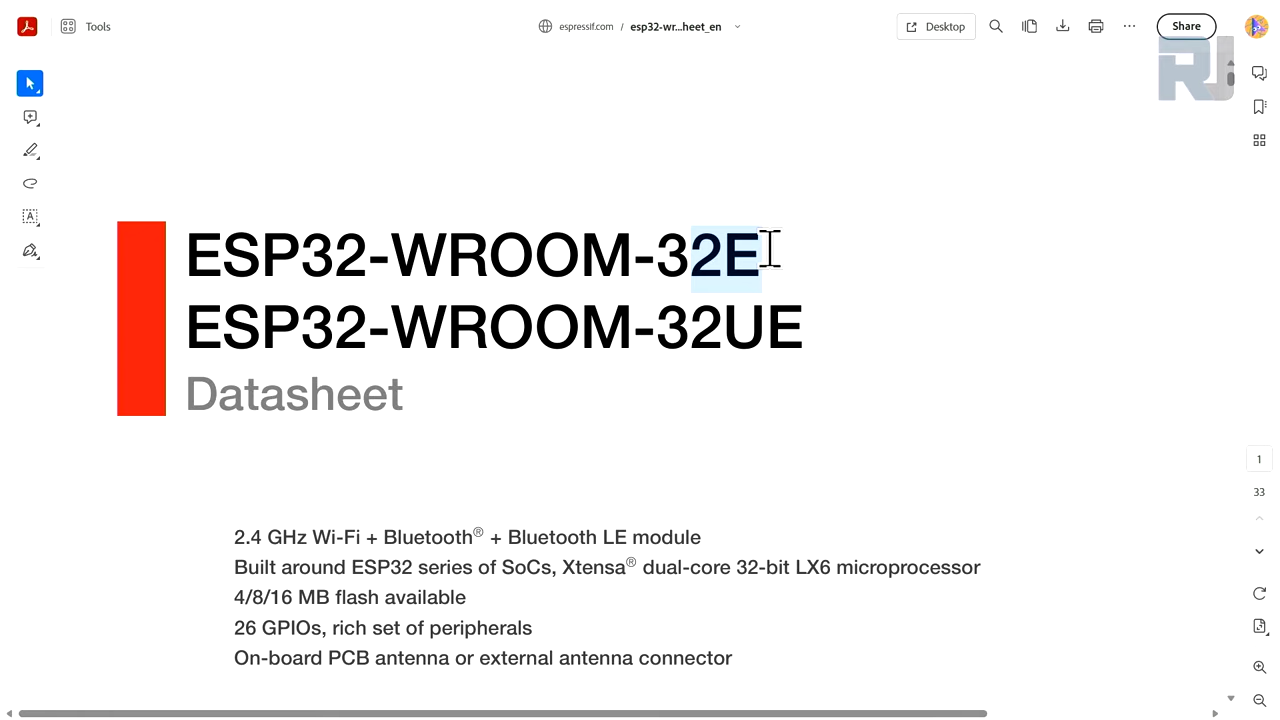 Tools
espressif.com / esp32-wr...heet_en
Desktop
Share
RJ
ESP32-WROOM-32E
ESP32-WROOM-32UE
Datasheet
1
33
2.4 GHz Wi-Fi + Bluetooth® + Bluetooth LE module
Built around ESP32 series of SoCs, Xtensa® dual-core 32-bit LX6 microprocessor
4/8/16 MB flash available
26 GPIOs, rich set of peripherals
On-board PCB antenna or external antenna connector